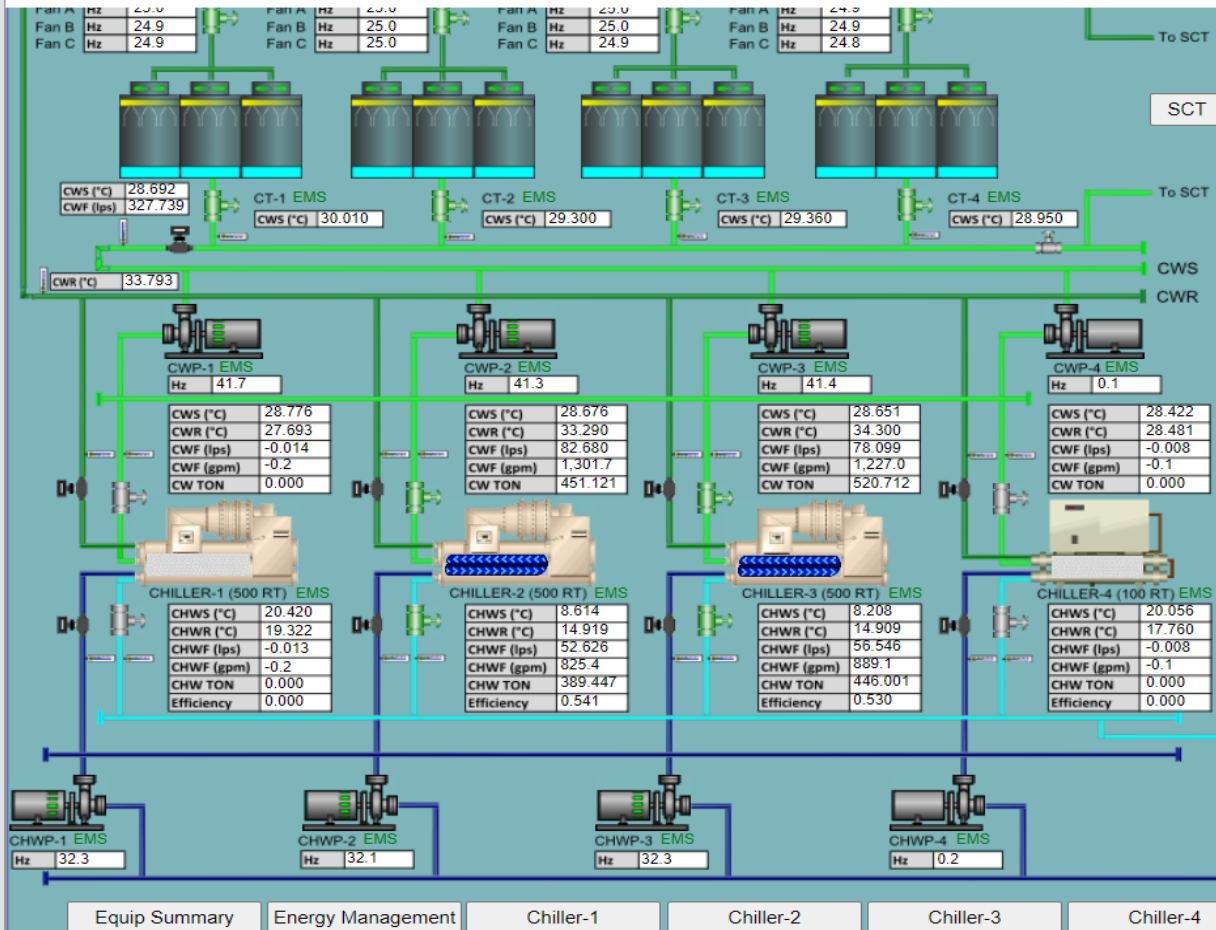 Fan A Hz 25.0 Fan A Hz 25.0 Fan A Hz 25.0 Fan A Hz 24.9
Fan B Hz 24.9 Fan B Hz 25.0 Fan B Hz 25.0 Fan B Hz 24.9
Fan C Hz 24.9 Fan C Hz 25.0 Fan C Hz 24.9 Fan C Hz 24.8
To SCT
SCT
CWS (°C) 28.692
CWF (lps) 327.739
To SCT
CT-1 EMS CT-2 EMS CT-3 EMS CT-4 EMS
CWS (°C) 30.010 CWS (°C) 29.300 CWS (°C) 29.360 CWS (°C) 28.950
CWS
CWR (°C) 33.793
CWR
CWP-1 EMS CWP-2 EMS CWP-3 EMS CWP-4 EMS
Hz 41.7 Hz 41.3 Hz 41.4 Hz 0.1
CWS (°C) 28.776 CWS (°C) 28.676 CWS (°C) 28.651 CWS (°C) 28.422
CWR (°C) 27.693 CWR (°C) 33.290 CWR (°C) 34.300 CWR (°C) 28.481
CWF (lps) -0.014 CWF (lps) 82.680 CWF (lps) 78.099 CWF (lps) -0.008
CWF (gpm) -0.2 CWF (gpm) 1,301.7 CWF (gpm) 1,227.0 CWF (gpm) -0.1
CW TON 0.000 CW TON 451.121 CW TON 520.712 CW TON 0.000
CHILLER-1 (500 RT) EMS CHILLER-2 (500 RT) EMS CHILLER-3 (500 RT) EMS CHILLER-4 (100 RT) EMS
CHWS (°C) 20.420 CHWS (°C) 8.614 CHWS (°C) 8.208 CHWS (°C) 20.056
CHWR (°C) 19.322 CHWR (°C) 14.919 CHWR (°C) 14.909 CHWR (°C) 17.760
CHWF (lps) -0.013 CHWF (lps) 52.626 CHWF (lps) 56.546 CHWF (lps) -0.008
CHWF (gpm) -0.2 CHWF (gpm) 825.4 CHWF (gpm) 889.1 CHWF (gpm) -0.1
CHW TON 0.000 CHW TON 389.447 CHW TON 446.001 CHW TON 0.000
Efficiency 0.000 Efficiency 0.541 Efficiency 0.530 Efficiency 0.000
CHWP-1 EMS CHWP-2 EMS CHWP-3 EMS CHWP-4 EMS
Hz 32.3 Hz 32.1 Hz 32.3 Hz 0.2
Equip Summary Energy Management Chiller-1 Chiller-2 Chiller-3 Chiller-4